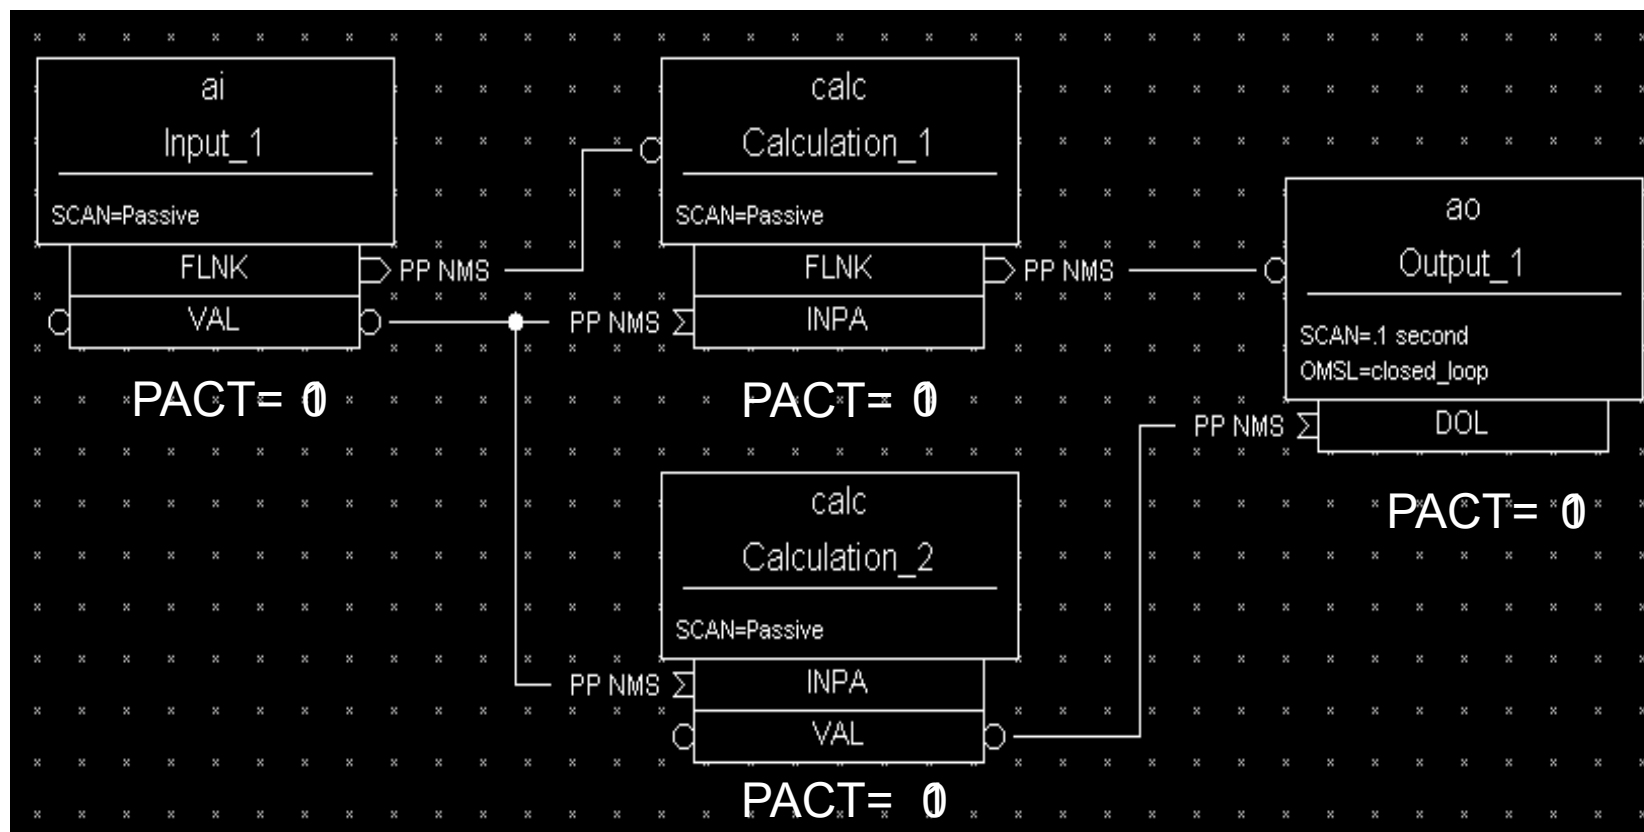 ai
Input_1
SCAN=Passive
FLNK
PP NMS
VAL
PACT=
calc
Calculation_1
SCAN=Passive
FLNK
PP NMS
PP NMS
INPA
PACT=
ao
Output_1
SCAN=.1 second
OMSL=closed_loop
PP NMS
DOL
PACT=
calc
Calculation_2
SCAN=Passive
PP NMS
INPA
VAL
PACT=